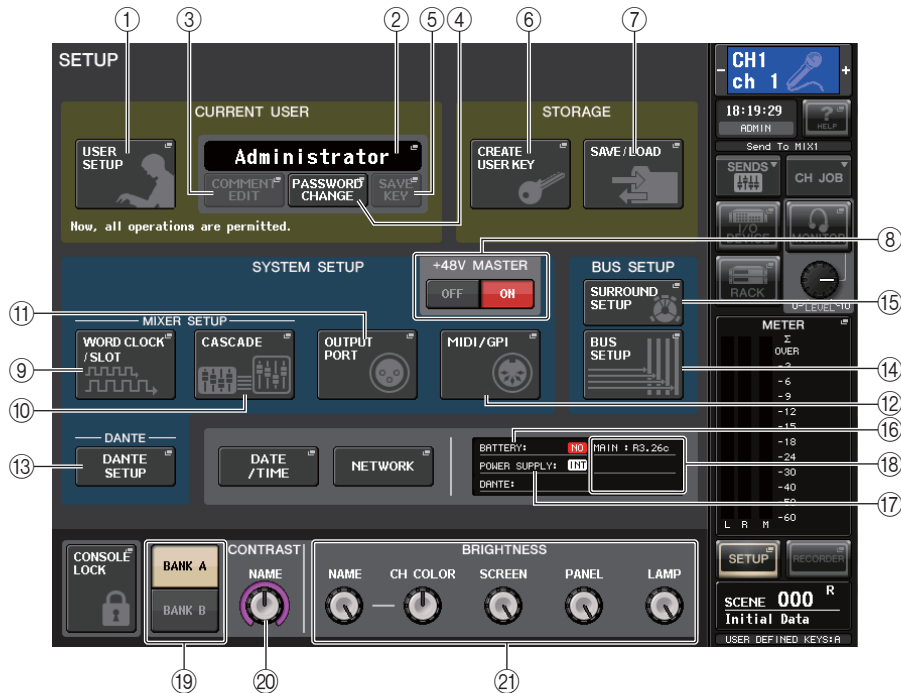 ① ③ ② ④ ⑤ ⑥ ⑦
SETUP
CURRENT USER
STORAGE
USER SETUP
Administrator
COMMENT EDIT
PASSWORD CHANGE
SAVE KEY
Now, all operations are permitted.
CREATE USER KEY
SAVE/LOAD
- CH1 +
ch 1
18:19:29
ADMIN
?
HELP
Send To MIX1
SENDS
CH JOB
I/O DEVICE
MONITOR
RACK
0-LEVEL-10
⑧
SYSTEM SETUP
+48V MASTER
OFF
ON
BUS SETUP
SURROUND SETUP
⑮
⑪
MIXER SETUP
WORD CLOCK /SLOT
CASCADE
OUTPUT PORT
MIDI/GPI
BUS SETUP
⑨
⑩
⑭
⑫
METER
Σ
OVER
-3
-6
-9
-12
-15
-18
-24
-30
-40
-50
-60
L R M
DANTE
⑬
DANTE SETUP
DATE /TIME
NETWORK
BATTERY: NO
POWER SUPPLY: INT
DANTE:
MAIN : R3.26c
⑯
⑱
⑰
CONSOLE LOCK
BANK A
BANK B
CONTRAST
NAME
BRIGHTNESS
NAME
CH COLOR
SCREEN
PANEL
LAMP
SETUP
RECORDER
SCENE 000 R
Initial Data
USER DEFINED KEYS:A
⑲ ⑳ ㉑